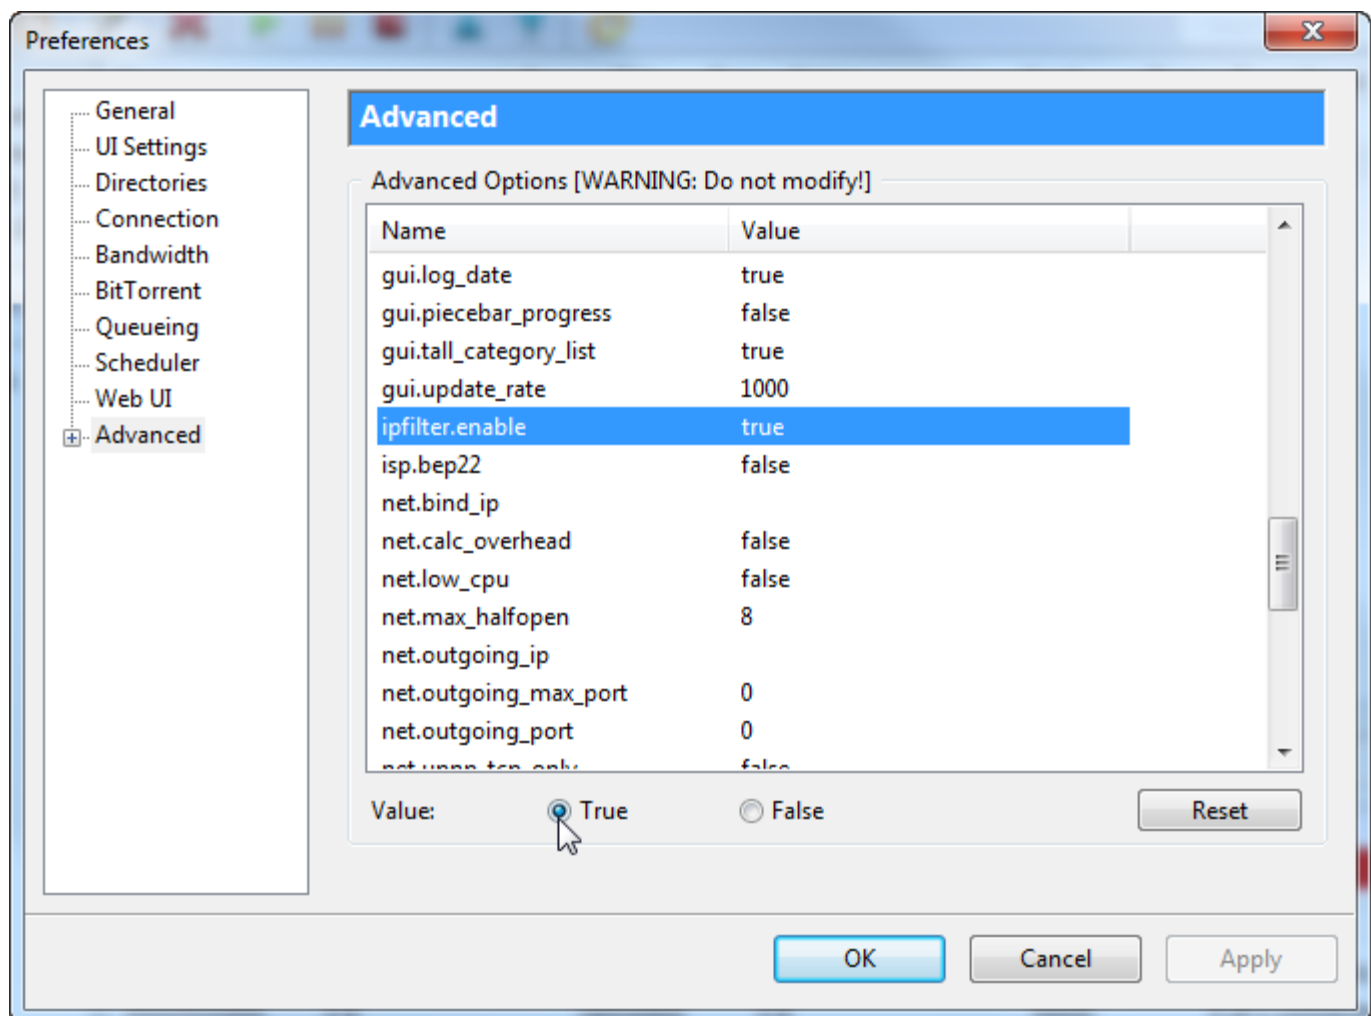 Preferences
General
UI Settings
Directories
Connection
Bandwidth
BitTorrent
Queueing
Scheduler
Web UI
Advanced
Advanced
Advanced Options [WARNING: Do not modify!]
Name Value
gui.log_date true
gui.piecebar_progress false
gui.tall_category_list true
gui.update_rate 1000
ipfilter.enable true
isp.bep22 false
net.bind_ip
net.calc_overhead false
net.low_cpu false
net.max_halfopen 8
net.outgoing_ip
net.outgoing_max_port 0
net.outgoing_port 0
net.upnp_tcp_only false
Value: True False Reset
OK Cancel Apply